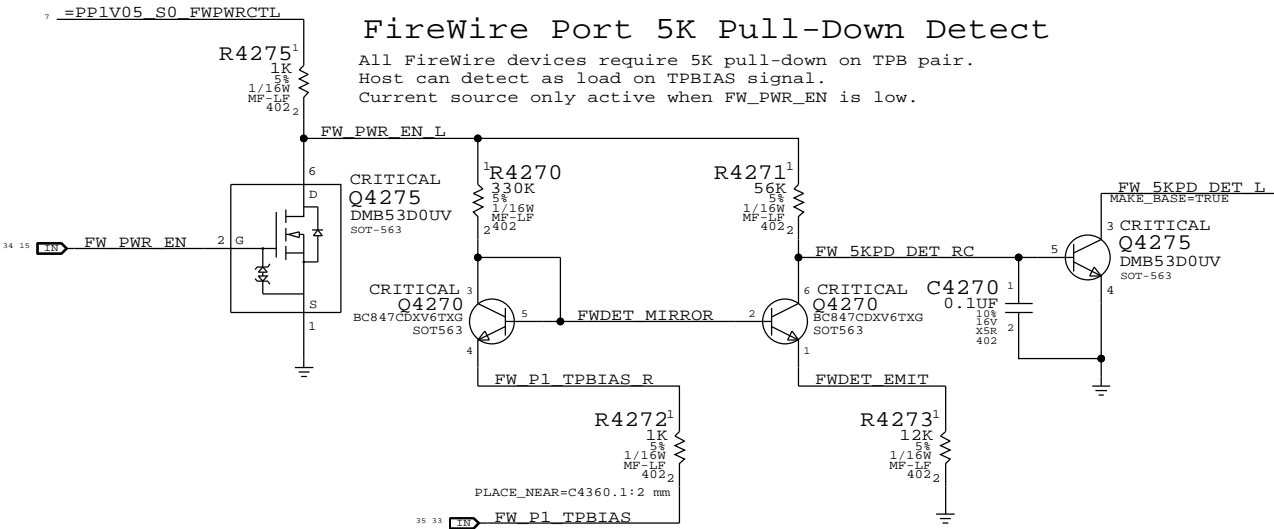 7 =PP1V05_S0_FWPWRCTL
FireWire Port 5K Pull-Down Detect
All FireWire devices require 5K pull-down on TPB pair.
Host can detect as load on TPBIAS signal.
Current source only active when FW_PWR_EN is low.
R4275 1
1K
5%
1/16W
MF-LF
402 2
FW_PWR_EN_L
6
D
CRITICAL
Q4275
DMB53D0UV
SOT-563
34 15 IN FW_PWR_EN 2 G
S
1
1 R4270
330K
5%
1/16W
MF-LF
2 402
R4271 1
56K
5%
1/16W
MF-LF
402 2
FW_5KPD_DET_L
MAKE_BASE=TRUE
FW_5KPD_DET_RC
3 CRITICAL
5 Q4275
DMB53D0UV
SOT-563
4
CRITICAL 3
Q4270
BC847CDXV6TXG
SOT563
5
4
FWDET_MIRROR
2
6 CRITICAL
Q4270
BC847CDXV6TXG
SOT563
1
C4270 1
0.1UF
10%
16V
X5R
402
2
FW_P1_TPBIAS_R
FWDET_EMIT
R4272 1
1K
5%
1/16W
MF-LF
402 2
R4273 1
12K
5%
1/16W
MF-LF
402 2
PLACE_NEAR=C4360.1:2 mm
35 33 IN FW_P1_TPBIAS